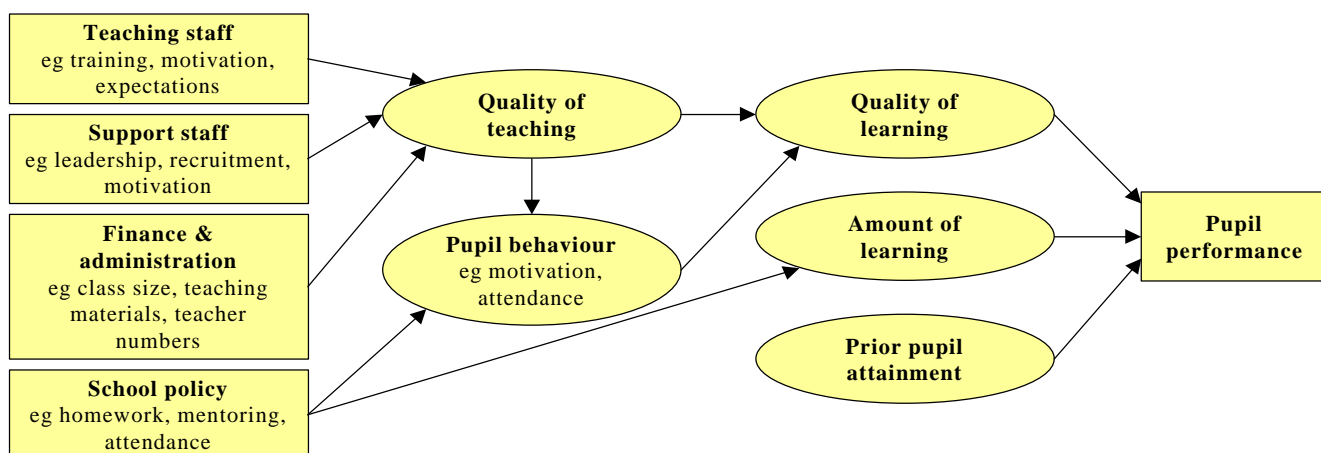 Teaching staff
eg training, motivation,
expectations
Support staff
eg leadership, recruitment,
motivation
Finance &
administration
eg class size, teaching
materials, teacher
numbers
School policy
eg homework, mentoring,
attendance
Quality of
teaching
Pupil behaviour
eg motivation,
attendance
Quality of
learning
Amount of
learning
Prior pupil
attainment
Pupil
performance